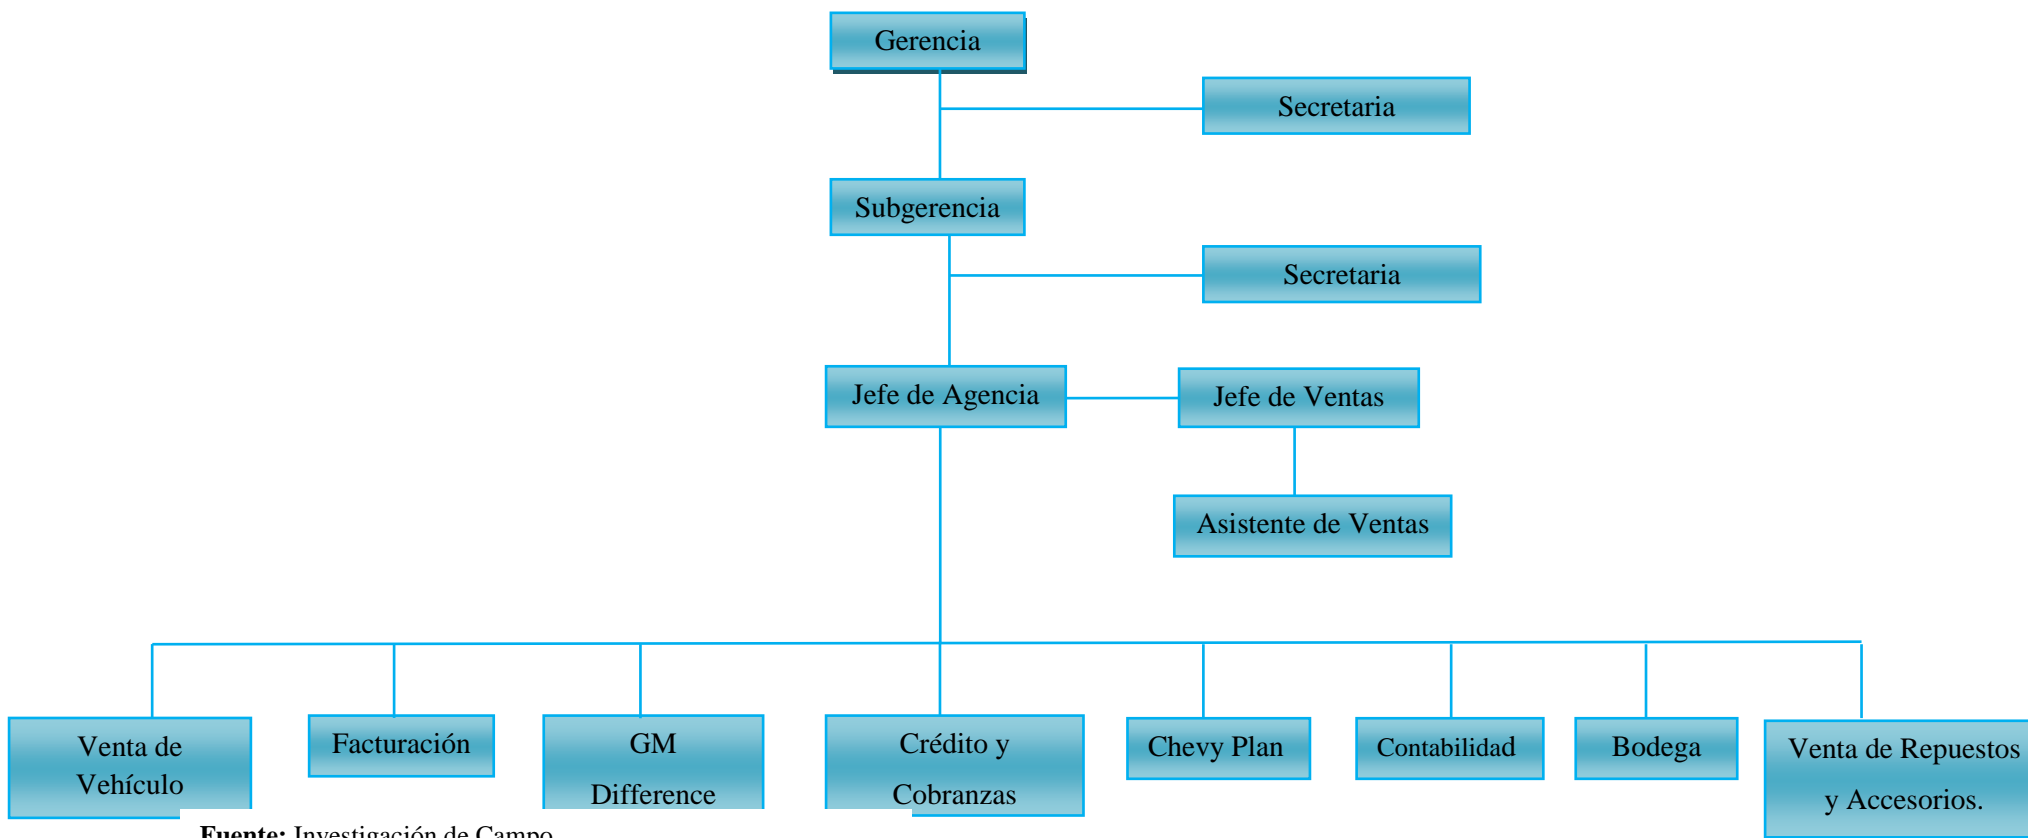 Gerencia
Secretaria
Subgerencia
Secretaria
Jefe de Agencia
Jefe de Ventas
Asistente de Ventas
Venta de
Vehículo
Facturación
GM
Difference
Crédito y
Cobranzas
Chevy Plan
Contabilidad
Bodega
Venta de Repuestos
y Accesorios.
Fuente: Investigación de Campo